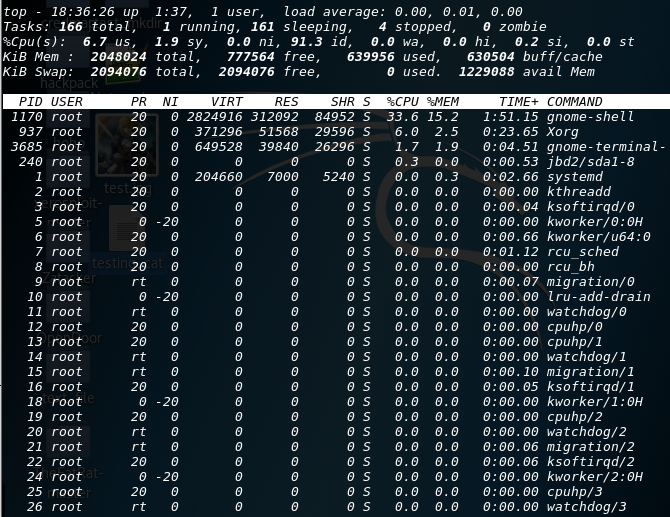 top - 18:36:26 up  1:37,  1 user,  load average: 0.00, 0.01, 0.00
Tasks: 166 total,   1 running, 161 sleeping,   4 stopped,   0 zombie
%Cpu(s):  6.7 us,  1.9 sy,  0.0 ni, 91.3 id,  0.0 wa,  0.0 hi,  0.2 si,  0.0 st
KiB Mem :  2048024 total,   777564 free,   639956 used,   630504 buff/cache
KiB Swap:  2094076 total,  2094076 free,        0 used.  1229088 avail Mem
PID USER PR NI VIRT RES SHR S %CPU %MEM TIME+ COMMAND
1170 root 20 0 2824916 312092 84952 S 33.6 15.2 1:51.15 gnome-shell
937 root 20 0 371296 51568 29596 S 6.0 2.5 0:23.65 Xorg
3685 root 20 0 649528 39840 26296 S 1.7 1.9 0:04.51 gnome-terminal-
240 root 20 0 0 0 0 S 0.3 0.0 0:00.53 jbd2/sda1-8
1 root 20 0 204660 7000 5240 S 0.0 0.3 0:02.66 systemd
2 root 20 0 0 0 0 S 0.0 0.0 0:00.00 kthreadd
3 root 20 0 0 0 0 S 0.0 0.0 0:00.04 ksoftirqd/0
5 root 0 -20 0 0 0 S 0.0 0.0 0:00.00 kworker/0:0H
6 root 20 0 0 0 0 S 0.0 0.0 0:00.66 kworker/u64:0
7 root 20 0 0 0 0 S 0.0 0.0 0:01.12 rcu_sched
8 root 20 0 0 0 0 S 0.0 0.0 0:00.00 rcu_bh
9 root rt 0 0 0 0 S 0.0 0.0 0:00.07 migration/0
10 root 0 -20 0 0 0 S 0.0 0.0 0:00.00 lru-add-drain
11 root rt 0 0 0 0 S 0.0 0.0 0:00.00 watchdog/0
12 root 20 0 0 0 0 S 0.0 0.0 0:00.00 cpuhp/0
13 root 20 0 0 0 0 S 0.0 0.0 0:00.00 cpuhp/1
14 root rt 0 0 0 0 S 0.0 0.0 0:00.00 watchdog/1
15 root rt 0 0 0 0 S 0.0 0.0 0:00.10 migration/1
16 root 20 0 0 0 0 S 0.0 0.0 0:00.05 ksoftirqd/1
18 root 0 -20 0 0 0 S 0.0 0.0 0:00.00 kworker/1:0H
19 root 20 0 0 0 0 S 0.0 0.0 0:00.00 cpuhp/2
20 root rt 0 0 0 0 S 0.0 0.0 0:00.00 watchdog/2
21 root rt 0 0 0 0 S 0.0 0.0 0:00.06 migration/2
22 root 20 0 0 0 0 S 0.0 0.0 0:00.06 ksoftirqd/2
24 root 0 -20 0 0 0 S 0.0 0.0 0:00.00 kworker/2:0H
25 root 20 0 0 0 0 S 0.0 0.0 0:00.00 cpuhp/3
26 root rt 0 0 0 0 S 0.0 0.0 0:00.00 watchdog/3